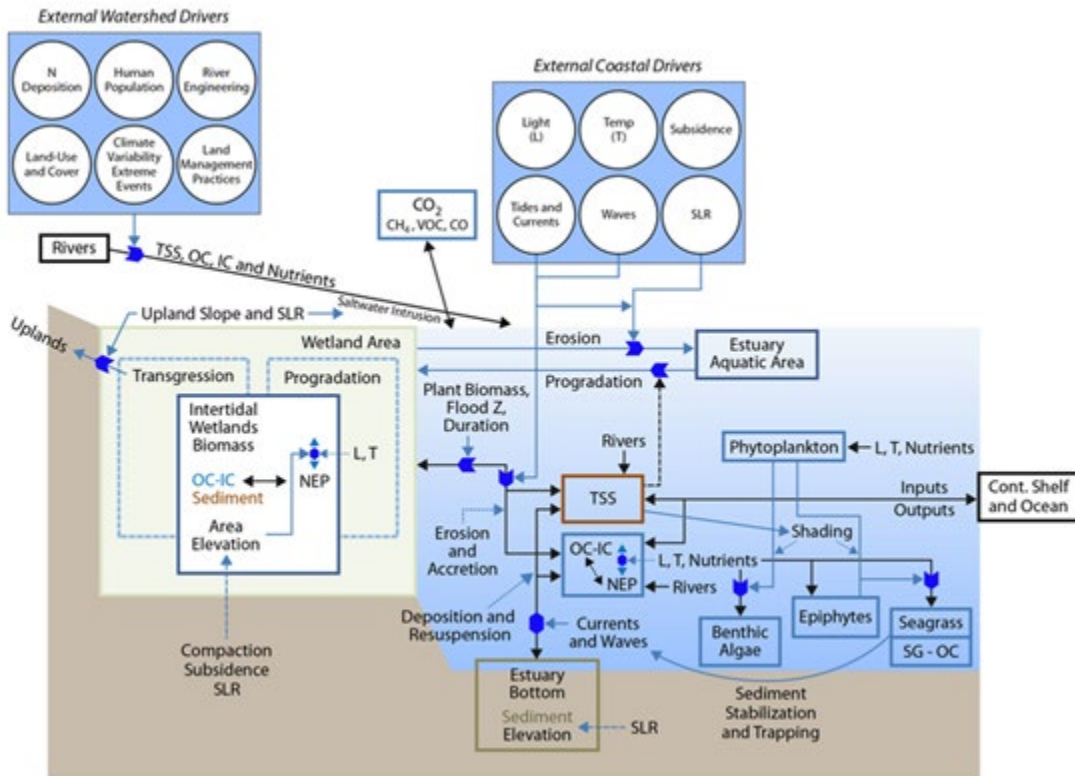 External Watershed Drivers
N
Deposition
Human
Population
River
Engineering
Land-Use
and Cover
Climate
Variability
Extreme
Events
Land
Management
Practices
External Coastal Drivers
Light
(L)
Temp
(T)
Subsidence
Tides and
Currents
Waves
SLR
CO₂
CH₄, VOC, CO
Rivers
TSS, OC, IC and Nutrients
Saltwater Intrusion
Upland Slope and SLR
Uplands
Wetland Area
Erosion
Estuary
Aquatic Area
Transgression
Progradation
Progradation
Plant Biomass,
Flood Z,
Duration
Intertidal
Wetlands
Biomass
OC-IC
Sediment
NEP
L, T
Area
Elevation
Rivers
TSS
Phytoplankton
L, T, Nutrients
Inputs
Outputs
Cont. Shelf
and Ocean
Shading
Erosion
and
Accretion
OC-IC
NEP
L, T, Nutrients
Rivers
Deposition and
Resuspension
Currents
and Waves
Benthic
Algae
Epiphytes
Seagrass
SG - OC
Compaction
Subsidence
SLR
Estuary
Bottom
Sediment
Elevation
SLR
Sediment
Stabilization
and Trapping